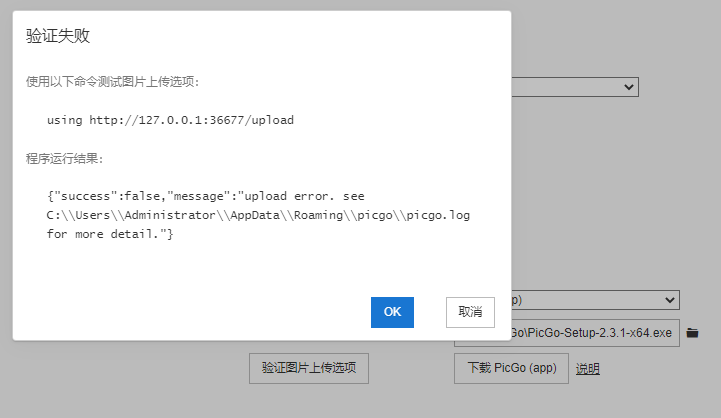 验证失败
使用以下命令测试图片上传选项:
using http://127.0.0.1:36677/upload
程序运行结果:
{"success":false,"message":"upload error. see
C:\\Users\\Administrator\\AppData\\Roaming\\picgo\\picgo.log
for more detail."}
OK
取消
p)
Go\PicGo-Setup-2.3.1-x64.exe
验证图片上传选项
下载 PicGo (app)
说明